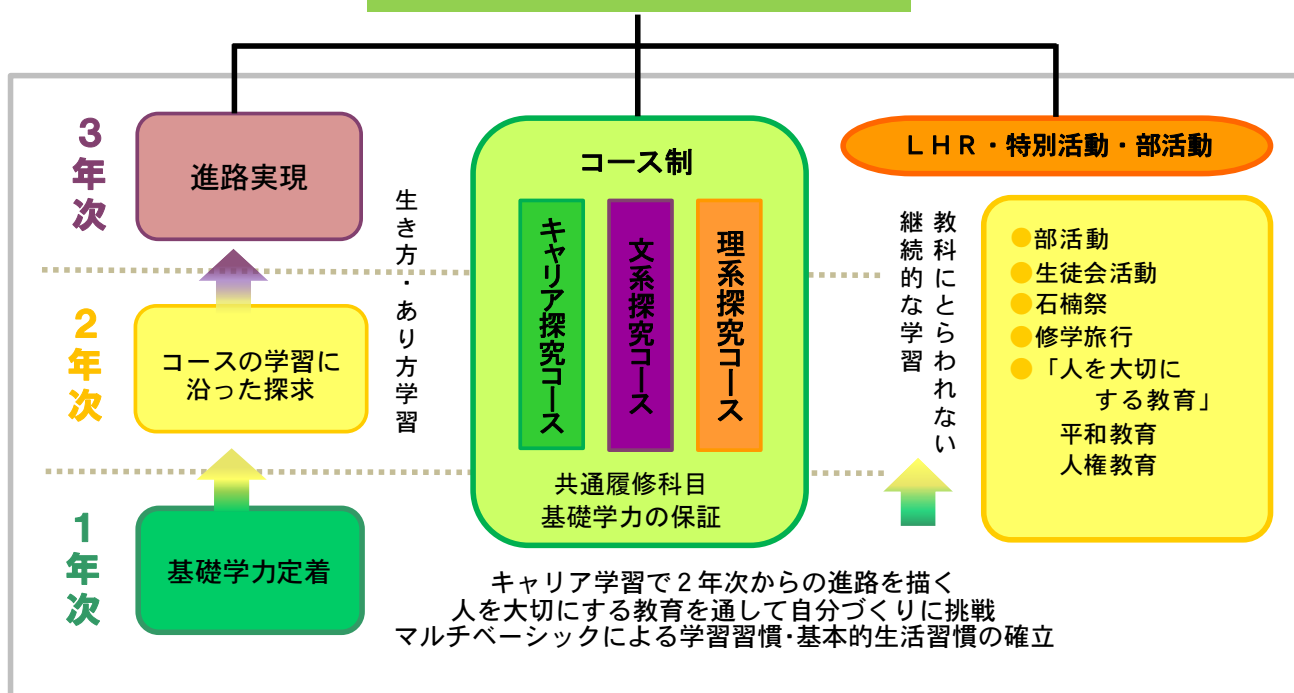 3年次
進路実現
2年次
コースの学習に
沿った探求
1年次
基礎学力定着
生き方・あり方学習
コース制
キャリア探究コース
文系探究コース
理系探究コース
共通履修科目
基礎学力の保証
ＬＨＲ・特別活動・部活動
教科にとらわれない
継続的な学習
●部活動
●生徒会活動
●石楠祭
●修学旅行
●「人を大切に
する教育」
平和教育
人権教育
キャリア学習で２年次からの進路を描く
人を大切にする教育を通して自分づくりに挑戦
マルチベーシックによる学習習慣・基本的生活習慣の確立